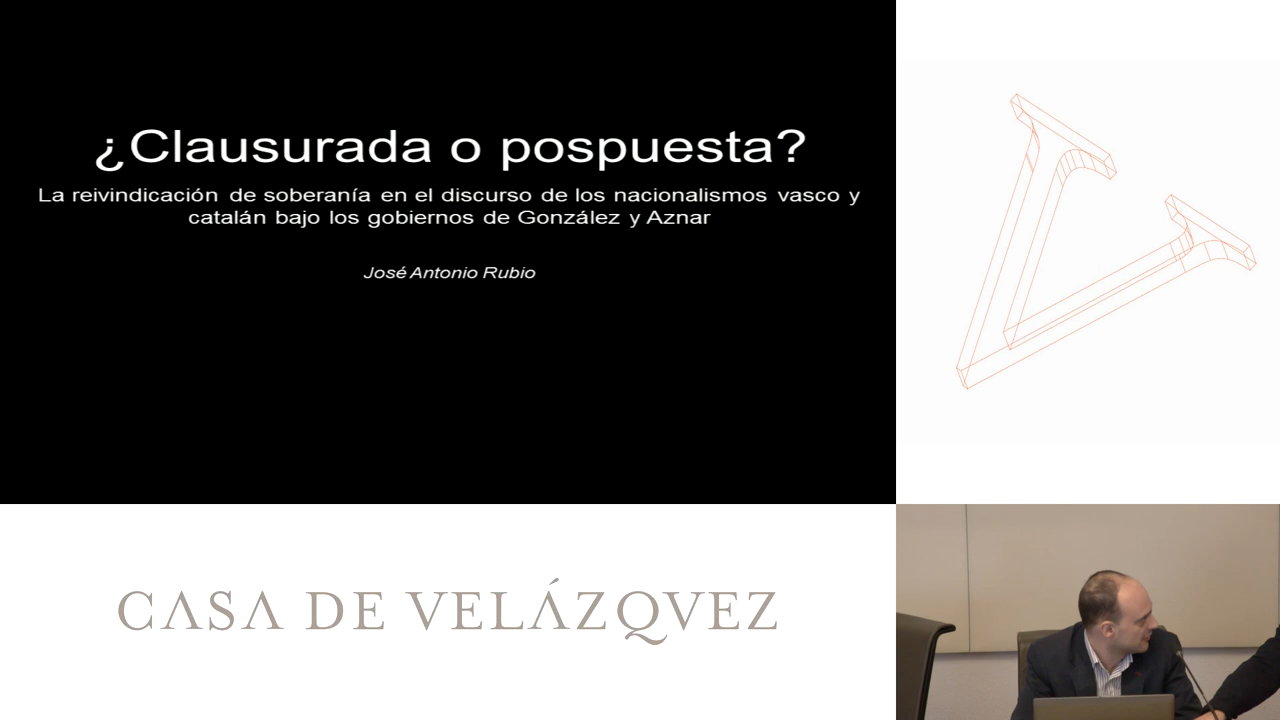 ¿Clausurada o pospuesta?
La reivindicación de soberanía en el discurso de los nacionalismos vasco y
catalán bajo los gobiernos de González y Aznar
José Antonio Rubio
CASA DE VELÁZQVEZ